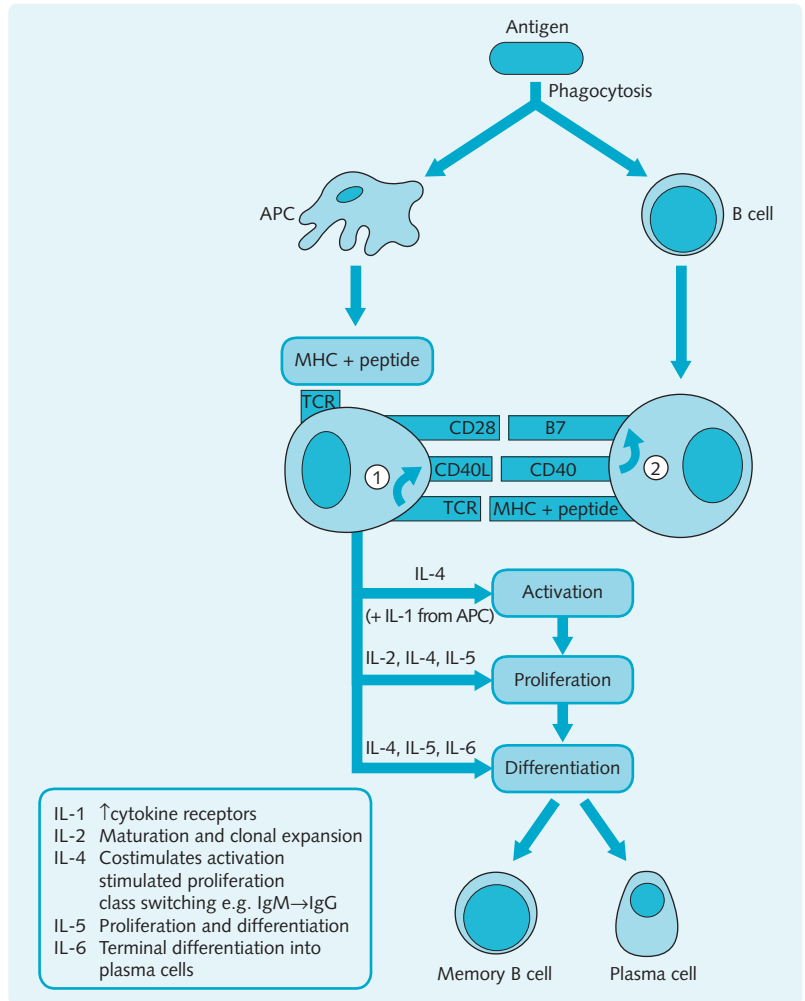 Antigen
Phagocytosis
APC
B cell
MHC + peptide
TCR
CD28
B7
1
CD40L
CD40
2
TCR
MHC + peptide
IL-4
(+ IL-1 from APC)
Activation
IL-2, IL-4, IL-5
Proliferation
IL-4, IL-5, IL-6
Differentiation
IL-1 ↑cytokine receptors
IL-2 Maturation and clonal expansion
IL-4 Costimulates activation
stimulated proliferation
class switching e.g. IgM→IgG
IL-5 Proliferation and differentiation
IL-6 Terminal differentiation into
plasma cells
Memory B cell
Plasma cell